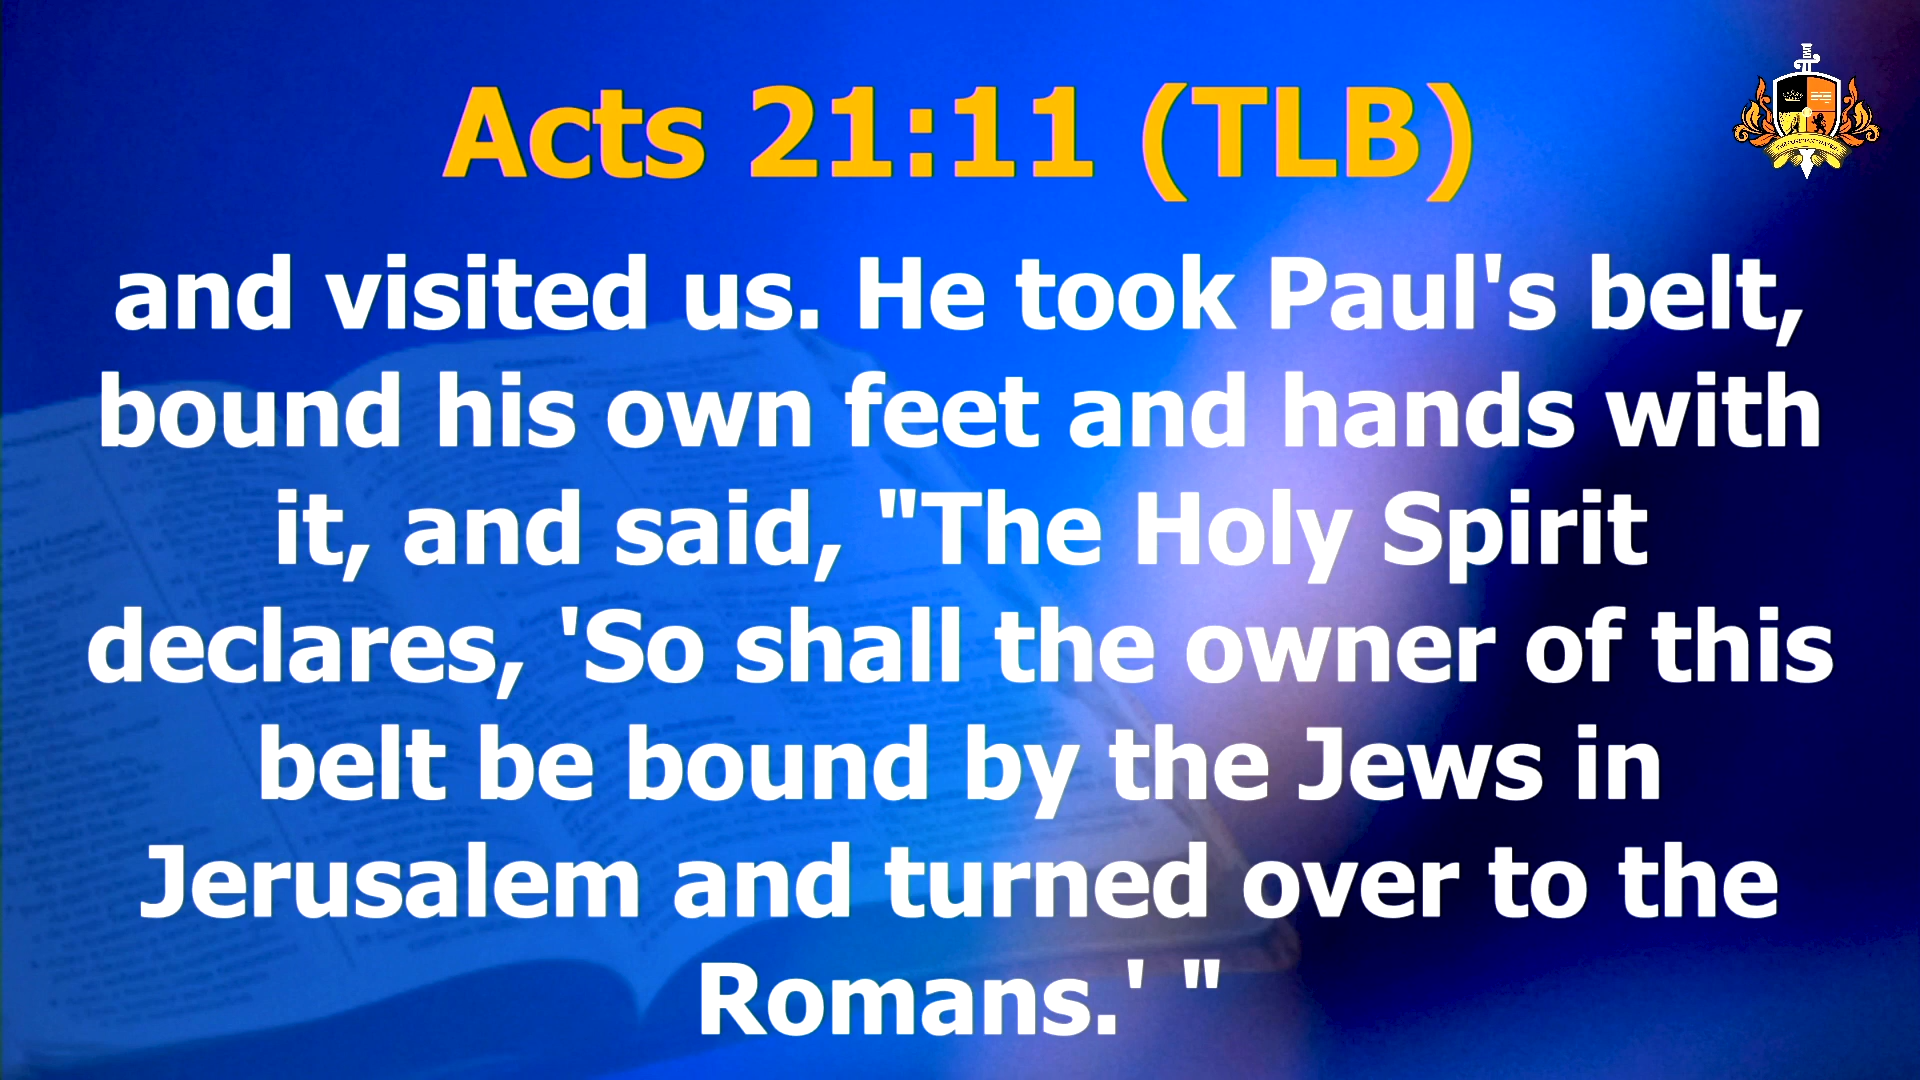 Acts 21:11 (TLB)
and visited us. He took Paul's belt,
bound his own feet and hands with
it, and said, "The Holy Spirit
declares, 'So shall the owner of this
belt be bound by the Jews in
Jerusalem and turned over to the
Romans.' "